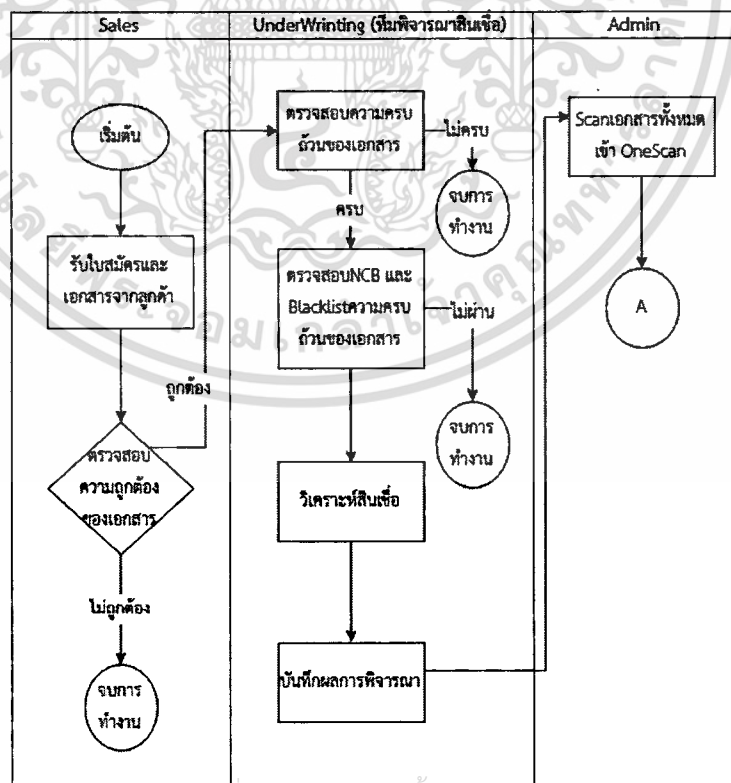 Sales
UnderWrinting (ทีมพิจารณาสินเชื่อ)
Admin
เริ่มต้น
รับใบสมัครและ
เอกสารจากลูกค้า
ถูกต้อง
ตรวจสอบ
ความถูกต้อง
ของเอกสาร
ไม่ถูกต้อง
จบการ
ทำงาน
ตรวจสอบความครบ
ถ้วนของเอกสาร
ไม่ครบ
จบการ
ทำงาน
ครบ
ตรวจสอบNCB และ
Blacklistความครบ
ถ้วนของเอกสาร
ไม่ผ่าน
จบการ
ทำงาน
วิเคราะห์สินเชื่อ
บันทึกผลการพิจารณา
Scanเอกสารทั้งหมด
เข้า OneScan
A